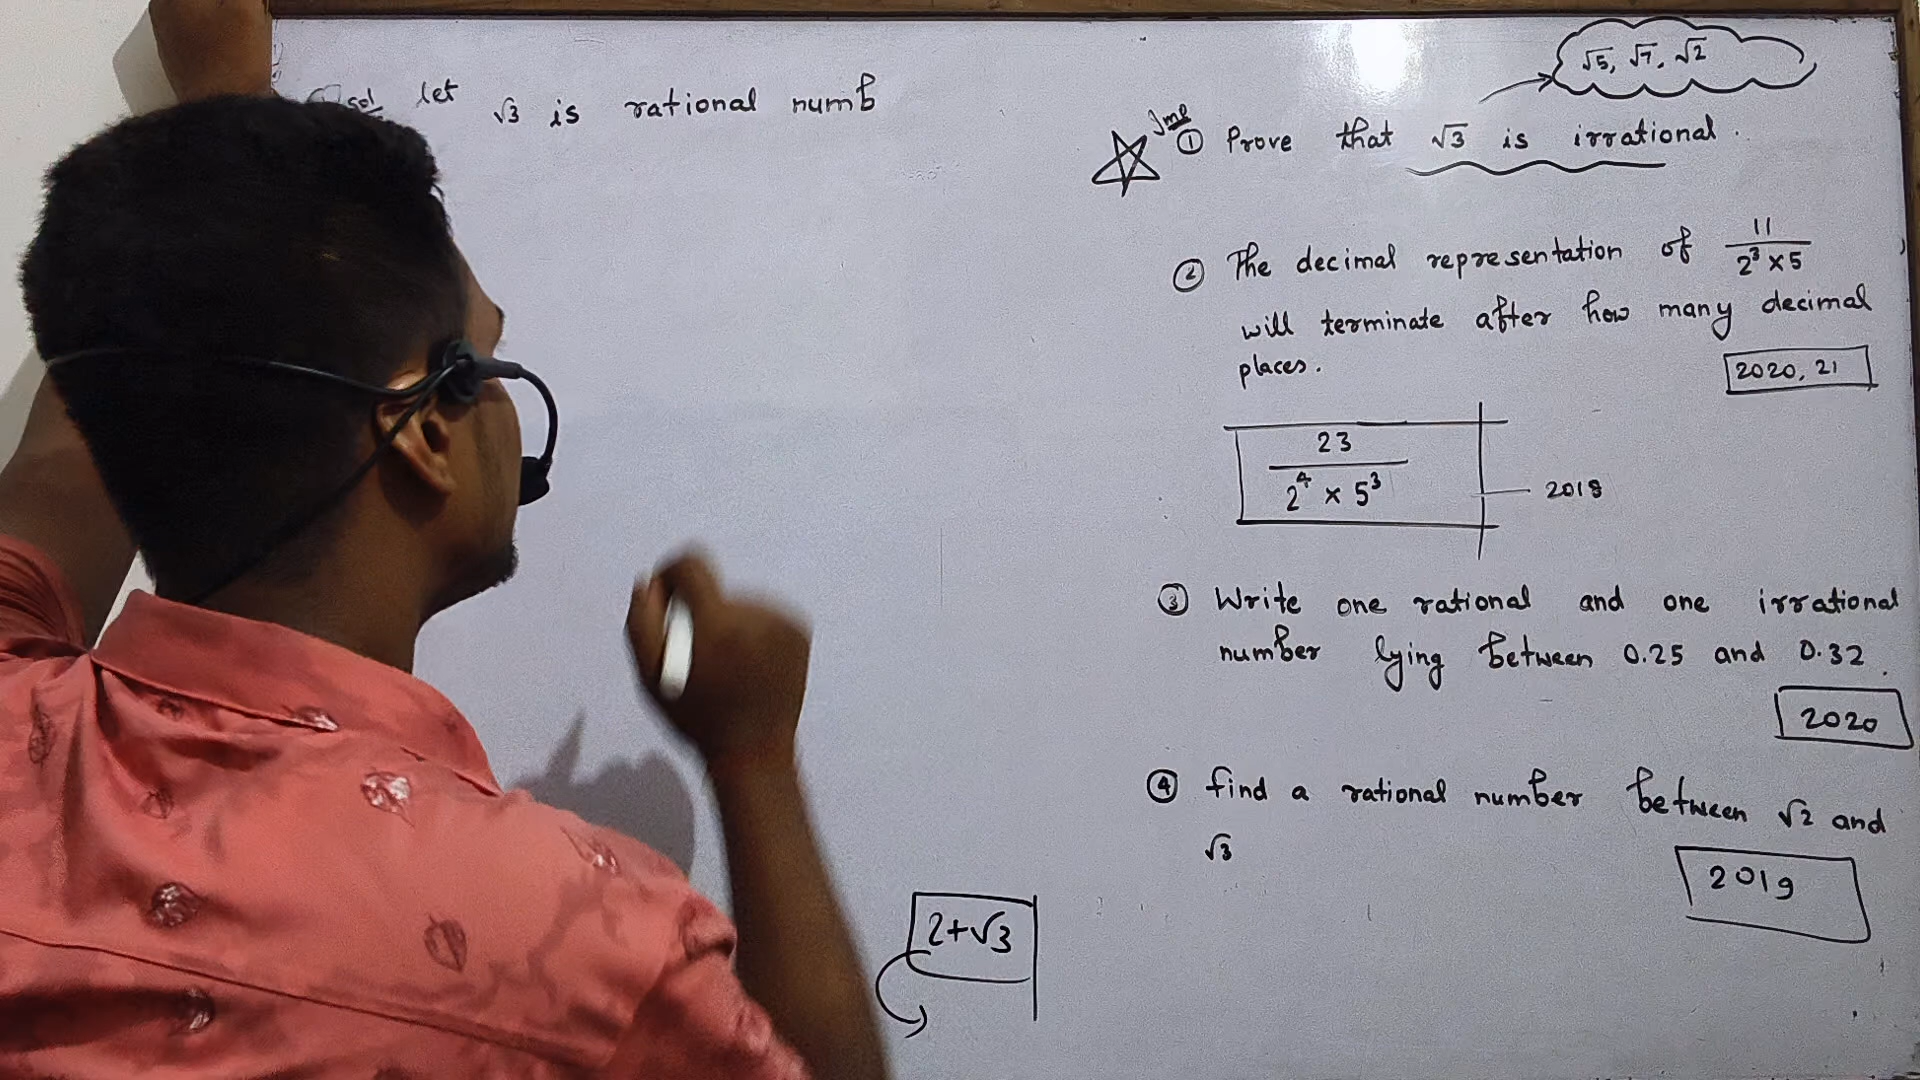 sol let √3 is rational numb
√5, √7, √2
Imp
① Prove that √3 is irrational.
② The decimal representation of 11/2³ × 5
will terminate after how many decimal
places.
2020, 21
23/2⁴ × 5³
2018
③ Write one rational and one irrational
number lying between 0.25 and 0.32.
2020
④ find a rational number between √2 and
√3
2019
2+√3